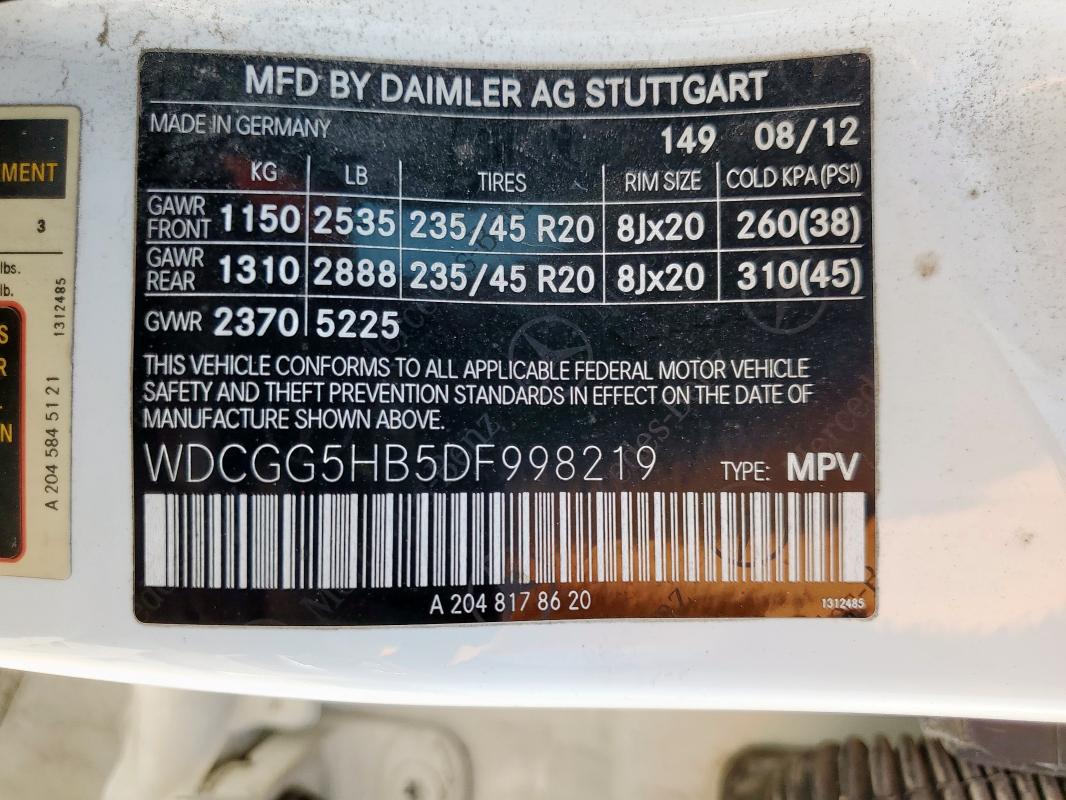 MFD BY DAIMLER AG STUTTGART
MADE IN GERMANY 149 08/12
KG LB TIRES RIM SIZE COLD KPA (PSI)
GAWR FRONT 1150 2535 235/45 R20 8Jx20 260(38)
GAWR REAR 1310 2888 235/45 R20 8Jx20 310(45)
GVWR 2370 5225
THIS VEHICLE CONFORMS TO ALL APPLICABLE FEDERAL MOTOR VEHICLE
SAFETY AND THEFT PREVENTION STANDARDS IN EFFECT ON THE DATE OF
MANUFACTURE SHOWN ABOVE.
WDCGG5HB5DF998219 TYPE: MPV
A 204 817 86 20
1312485
MENT
3
lbs.
lb.
S
R
N
1312485
A 204 584 51 21